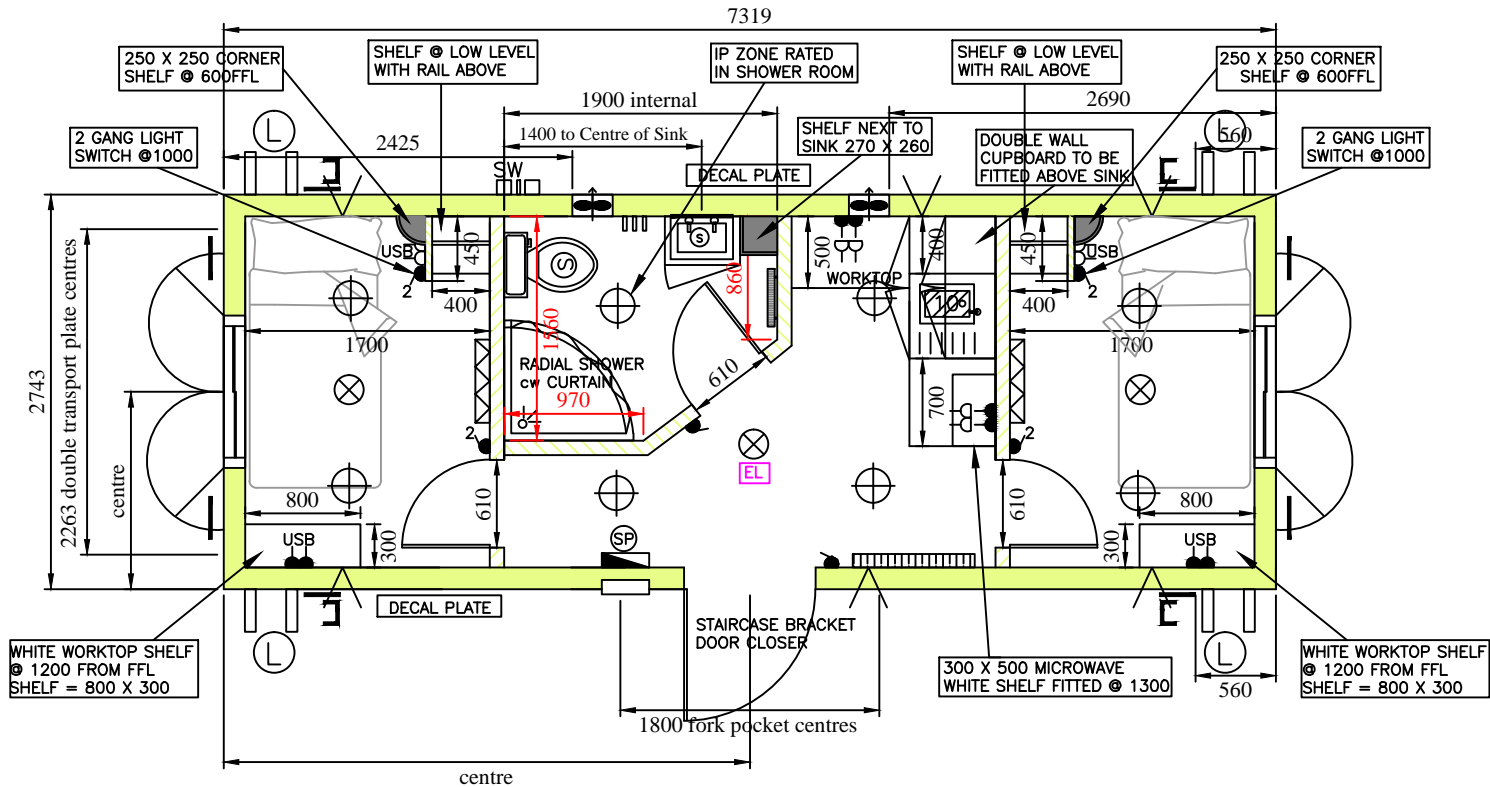 7319
250 X 250 CORNER
SHELF @ 600FFL
SHELF @ LOW LEVEL
WITH RAIL ABOVE
IP ZONE RATED
IN SHOWER ROOM
SHELF @ LOW LEVEL
WITH RAIL ABOVE
250 X 250 CORNER
SHELF @ 600FFL
1900 internal
2690
2 GANG LIGHT
SWITCH @1000
2425
1400 to Centre of Sink
SHELF NEXT TO
SINK 270 X 260
DOUBLE WALL
CUPBOARD TO BE
FITTED ABOVE SINK
560
2 GANG LIGHT
SWITCH @1000
L
L
SW
DECAL PLATE
USB
450
S
S
500
400
450
USB
WORKTOP
2
400
860
10
400
2
1700
1560
1700
RADIAL SHOWER
cw CURTAIN
610
970
700
2743
2263 double transport plate centres
centre
2
2
EL
800
610
610
800
USB
300
SP
300
USB
DECAL PLATE
STAIRCASE BRACKET
DOOR CLOSER
L
L
WHITE WORKTOP SHELF
@ 1200 FROM FFL
SHELF = 800 X 300
300 X 500 MICROWAVE
WHITE SHELF FITTED @ 1300
WHITE WORKTOP SHELF
@ 1200 FROM FFL
SHELF = 800 X 300
560
1800 fork pocket centres
centre